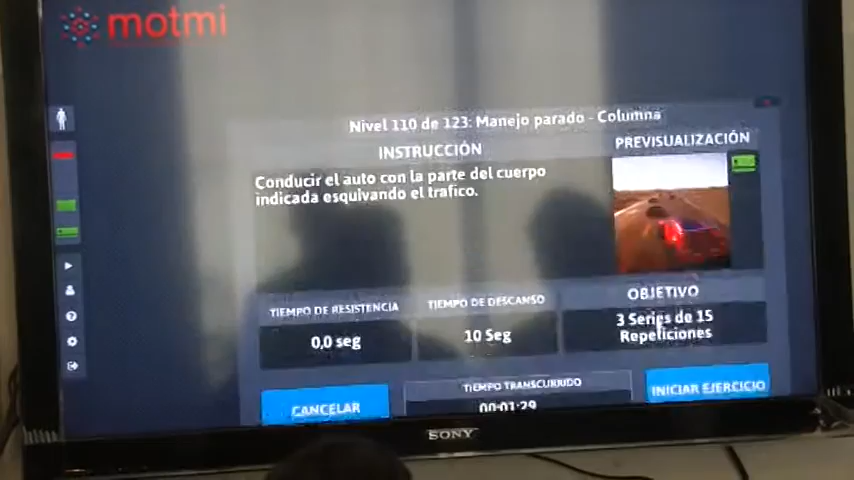 motmi
Nivel 110 de 123: Manejo parado - Columna
INSTRUCCIÓN
PREVISUALIZACIÓN
Conducir el auto con la parte del cuerpo
indicada esquivando el trafico.
TIEMPO DE RESISTENCIA
TIEMPO DE DESCANSO
OBJETIVO
0,0 seg
10 Seg
3 Series de 15
Repeticiones
CANCELAR
TIEMPO TRANSCURRIDO
00:01:29
INICIAR EJERCICIO
SONY